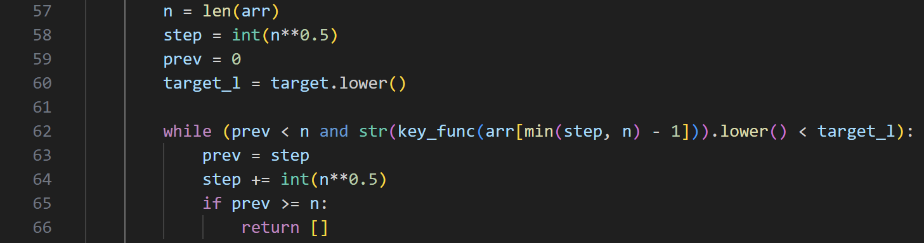 57 n = len(arr)
58 step = int(n**0.5)
59 prev = 0
60 target_l = target.lower()
61
62 while (prev < n and str(key_func(arr[min(step, n) - 1])).lower() < target_l):
63 prev = step
64 step += int(n**0.5)
65 if prev >= n:
66 return []